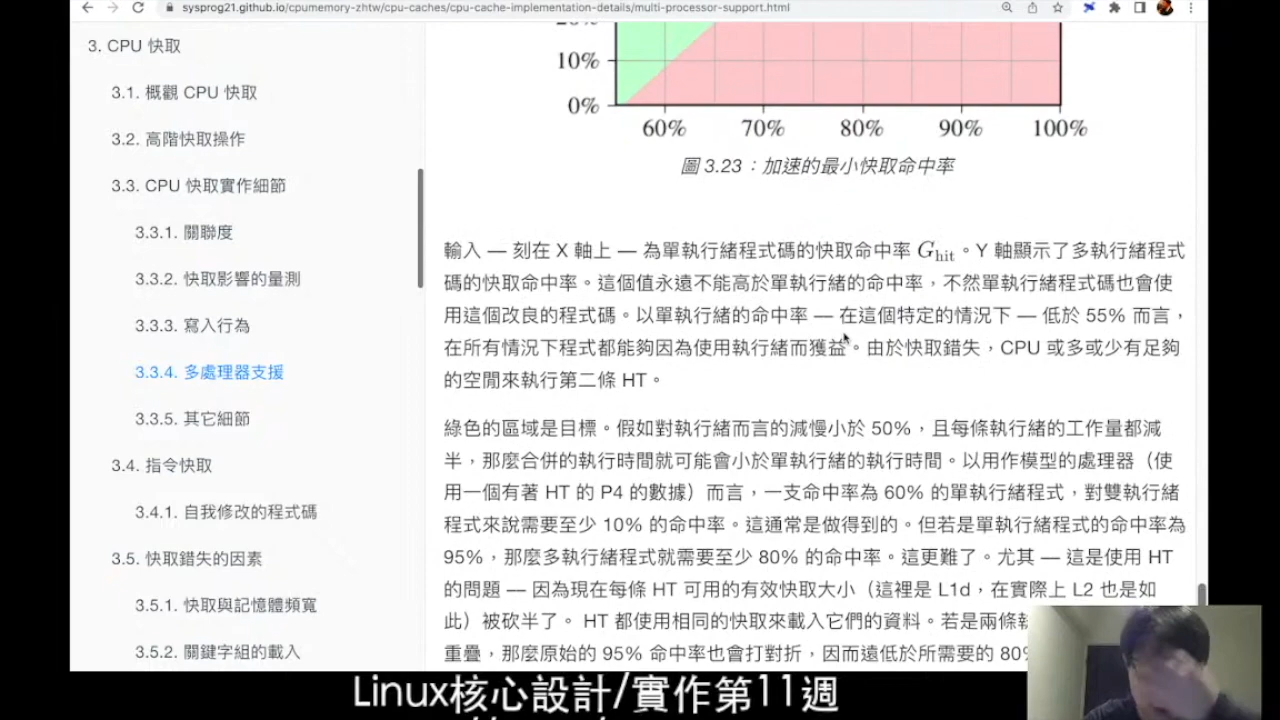 sysprog21.github.io/cpumemory-zhtw/cpu-caches/cpu-cache-implementation-details/multi-processor-support.html
3. CPU 快取
3.1. 概觀 CPU 快取
3.2. 高階快取操作
3.3. CPU 快取實作細節
3.3.1. 關聯度
3.3.2. 快取影響的量測
3.3.3. 寫入行為
3.3.4. 多處理器支援
3.3.5. 其它細節
3.4. 指令快取
3.4.1. 自我修改的程式碼
3.5. 快取錯失的因素
3.5.1. 快取與記憶體頻寬
3.5.2. 關鍵字組的載入
10%
0%
60% 70% 80% 90% 100%
圖 3.23：加速的最小快取命中率
輸入 — 刻在 X 軸上 — 為單執行緒程式碼的快取命中率 Ghit。Y 軸顯示了多執行緒程式
碼的快取命中率。這個值永遠不能高於單執行緒的命中率，不然單執行緒程式碼也會使
用這個改良的程式碼。以單執行緒的命中率 — 在這個特定的情況下 — 低於 55% 而言，
在所有情況下程式都能夠因為使用執行緒而獲益。由於快取錯失，CPU 或多或少有足夠
的空閒來執行第二條 HT。
綠色的區域是目標。假如對執行緒而言的減慢小於 50%，且每條執行緒的工作量都減
半，那麼合併的執行時間就可能會小於單執行緒的執行時間。以用作模型的處理器（使
用一個有著 HT 的 P4 的數據）而言，一支命中率為 60% 的單執行緒程式，對雙執行緒
程式來說需要至少 10% 的命中率。這通常是做得到的。但若是單執行緒程式的命中率為
95%，那麼多執行緒程式就需要至少 80% 的命中率。這更難了。尤其 — 這是使用 HT
的問題 — 因為現在每條 HT 可用的有效快取大小（這裡是 L1d，在實際上 L2 也是如
此）被砍半了。 HT 都使用相同的快取來載入它們的資料。若是兩條
重疊，那麼原始的 95% 命中率也會打對折，因而遠低於所需要的 80%
Linux核心設計/實作第11週